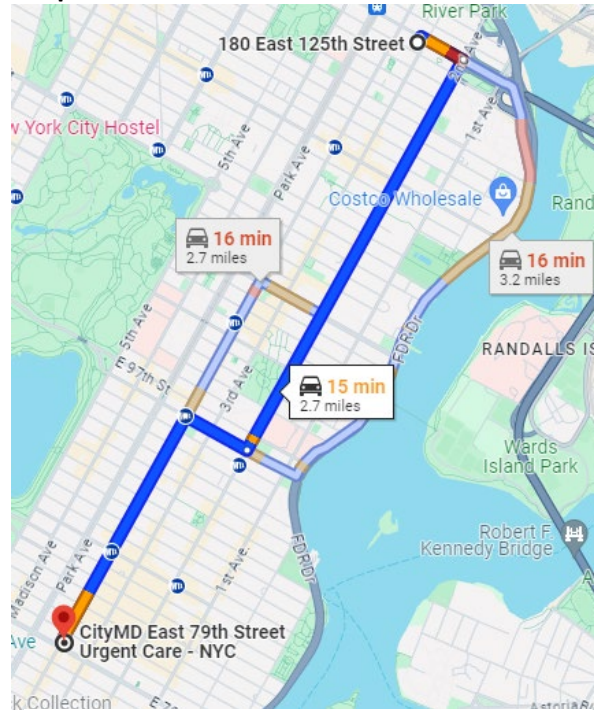 River Park
180 East 125th Street
2nd Ave
w York City Hostel
5th Ave
Park Ave
1st Ave
Costco Wholesale
Rand
16 min
2.7 miles
16 min
3.2 miles
5th Ave
FDR Dr
RANDALLS IS
E 97th St
3rd Ave
15 min
2.7 miles
Wards
Island Park
Robert F.
Kennedy Bridge
Madison Ave
Park Ave
1st Ave
FDR Dr
A
CityMD East 79th Street
Urgent Care - NYC
Ave
k Collection
E 7
Astoria B